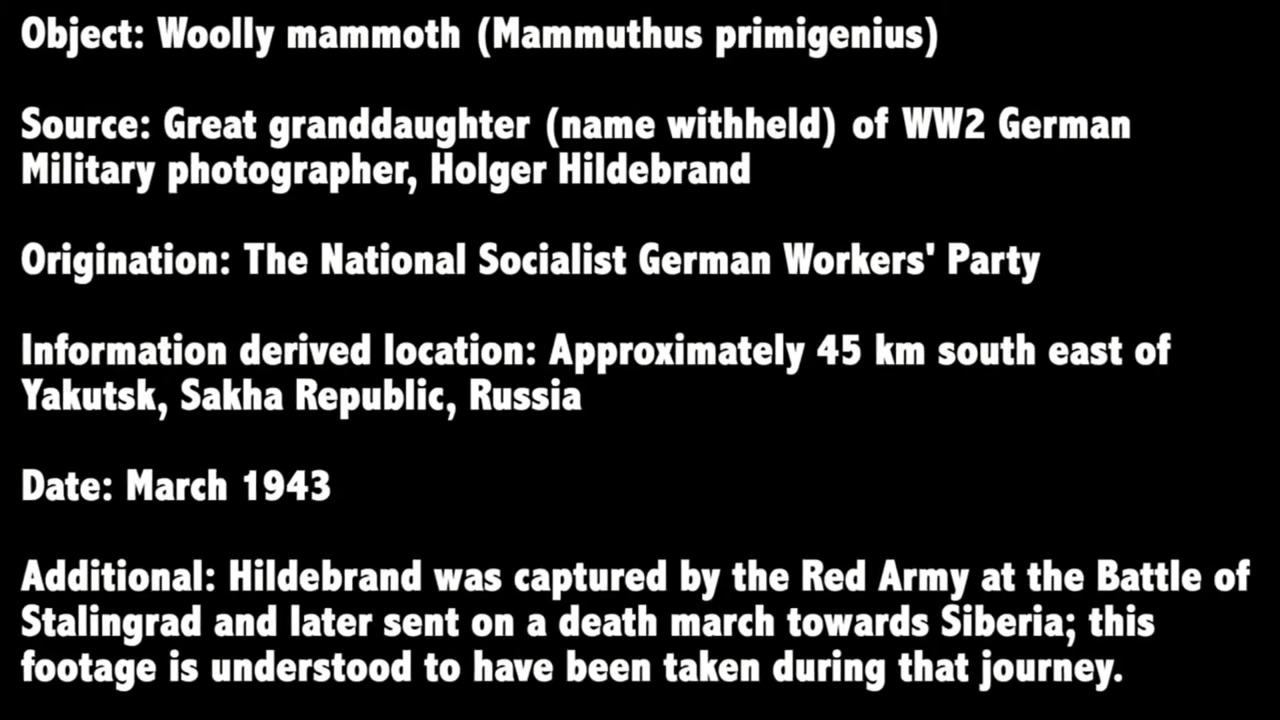 Object: Woolly mammoth (Mammuthus primigenius)
Source: Great granddaughter (name withheld) of WW2 German
Military photographer, Holger Hildebrand
Origination: The National Socialist German Workers' Party
Information derived location: Approximately 45 km south east of
Yakutsk, Sakha Republic, Russia
Date: March 1943
Additional: Hildebrand was captured by the Red Army at the Battle of
Stalingrad and later sent on a death march towards Siberia; this
footage is understood to have been taken during that journey.